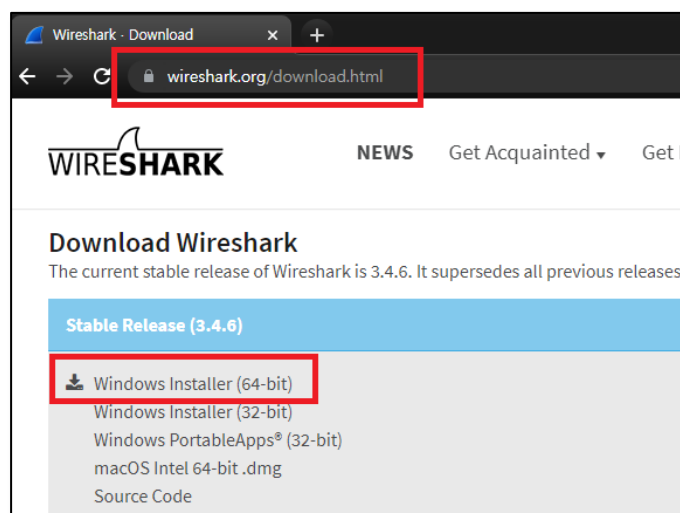 Wireshark · Download
wireshark.org/download.html
WIRESHARK
NEWS Get Acquainted Get
Download Wireshark
The current stable release of Wireshark is 3.4.6. It supersedes all previous releases
Stable Release (3.4.6)
Windows Installer (64-bit)
Windows Installer (32-bit)
Windows PortableApps® (32-bit)
macOS Intel 64-bit .dmg
Source Code